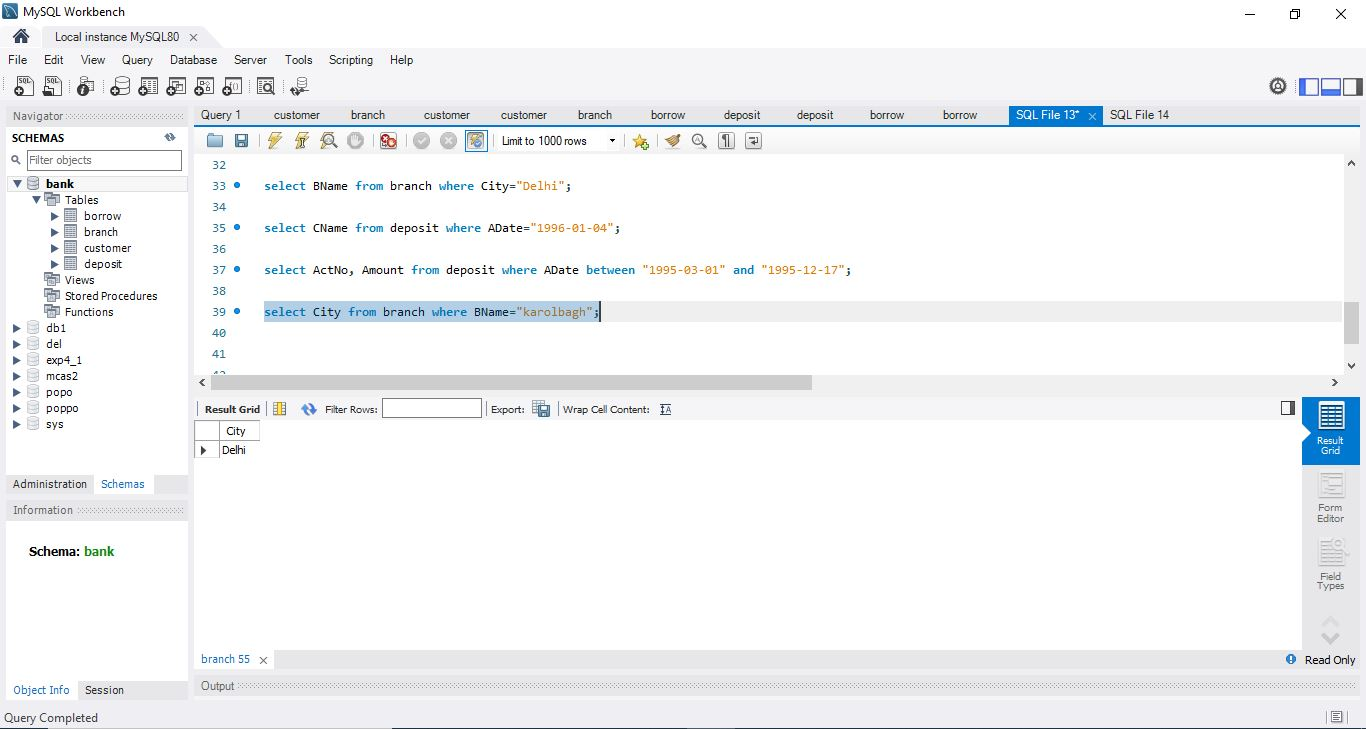 MySQL Workbench
Local instance MySQL80
File Edit View Query Database Server Tools Scripting Help
Navigator
SCHEMAS
Filter objects
bank
Tables
borrow
branch
customer
deposit
Views
Stored Procedures
Functions
db1
del
exp4_1
mcas2
popo
poppo
sys
Administration Schemas
Information
Schema: bank
Object Info Session
Query 1 customer branch customer customer branch borrow deposit deposit borrow borrow SQL File 13* SQL File 14
Limit to 1000 rows
32
33 select BName from branch where City="Delhi";
34
35 select CName from deposit where ADate="1996-01-04";
36
37 select ActNo, Amount from deposit where ADate between "1995-03-01" and "1995-12-17";
38
39 select City from branch where BName="karolbagh";
40
41
42
Result Grid Filter Rows: Export: Wrap Cell Content:
City
Delhi
Result
Grid
Form
Editor
Field
Types
branch 55
Read Only
Output
Query Completed